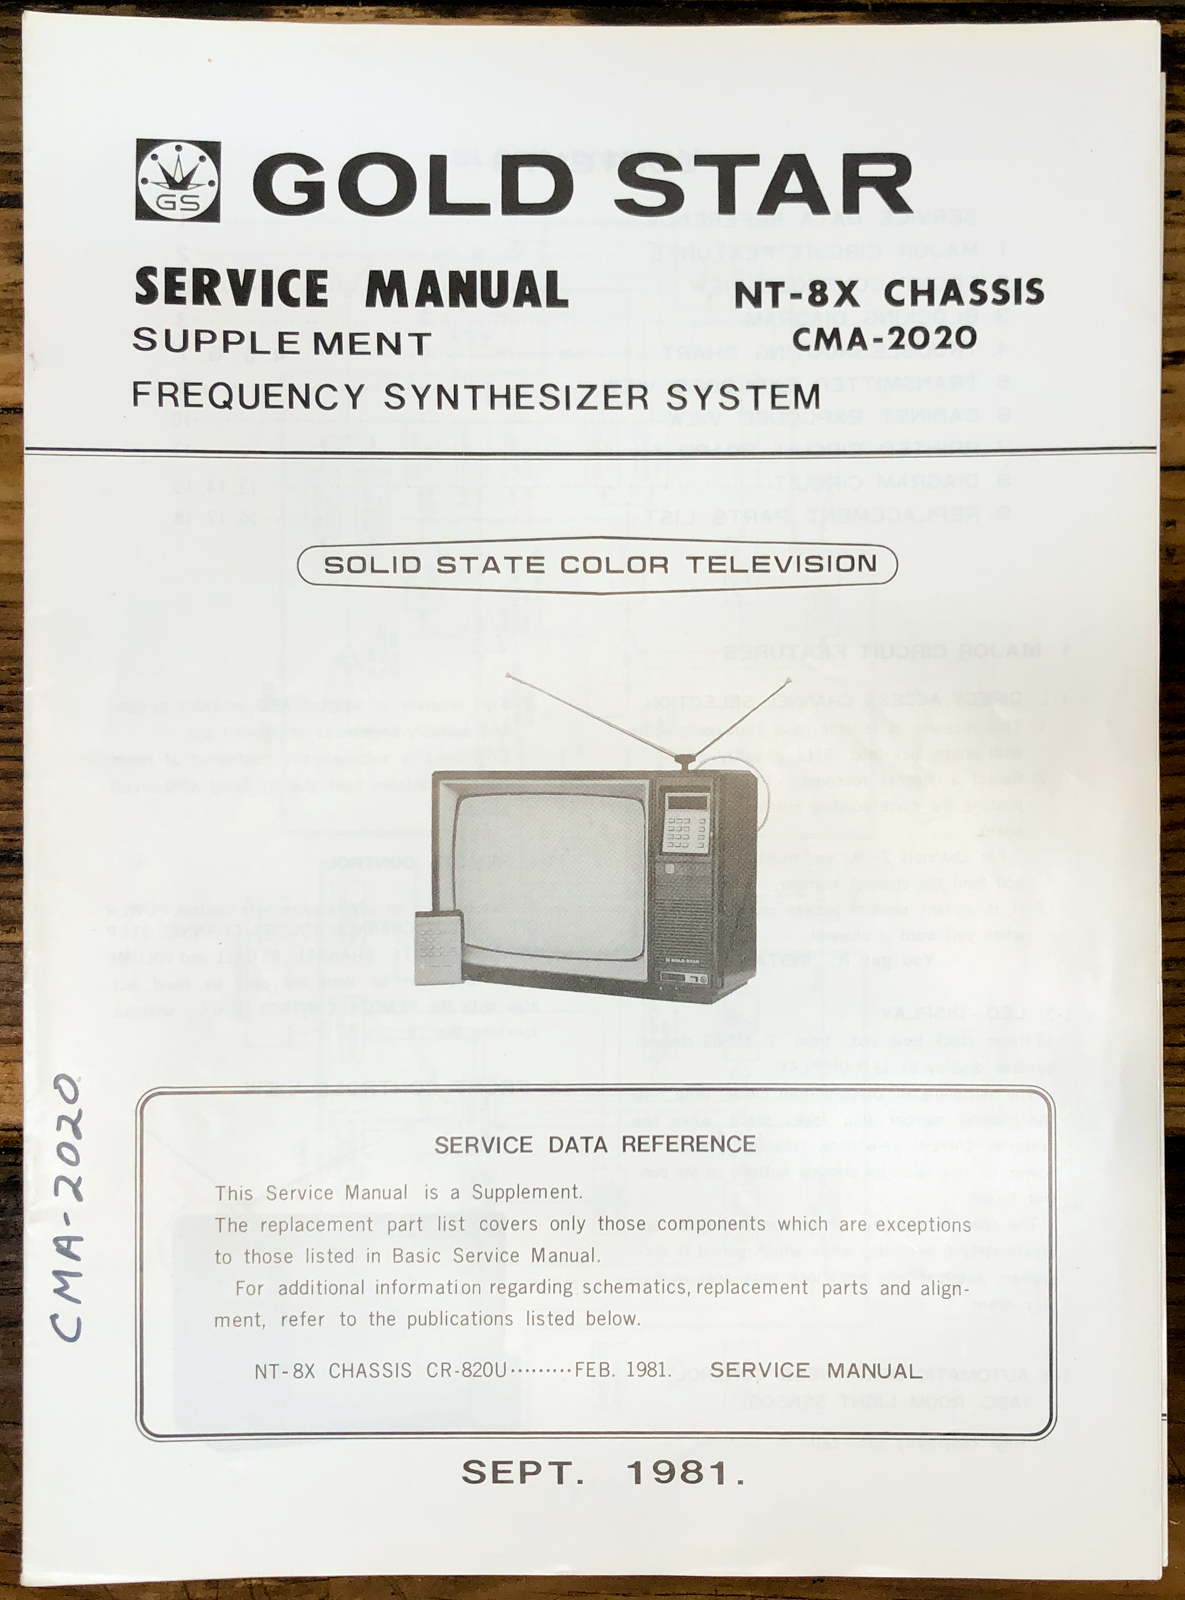 GS GOLD STAR
SERVICE MANUAL NT-8X CHASSIS
SUPPLEMENT CMA-2020
FREQUENCY SYNTHESIZER SYSTEM
SOLID STATE COLOR TELEVISION
GOLD STAR
SERVICE DATA REFERENCE
This Service Manual is a Supplement.
The replacement part list covers only those components which are exceptions
to those listed in Basic Service Manual.
For additional information regarding schematics, replacement parts and align-
ment, refer to the publications listed below.
NT-8X CHASSIS CR-820U·········FEB. 1981. SERVICE MANUAL
SEPT. 1981.
CMA-2020